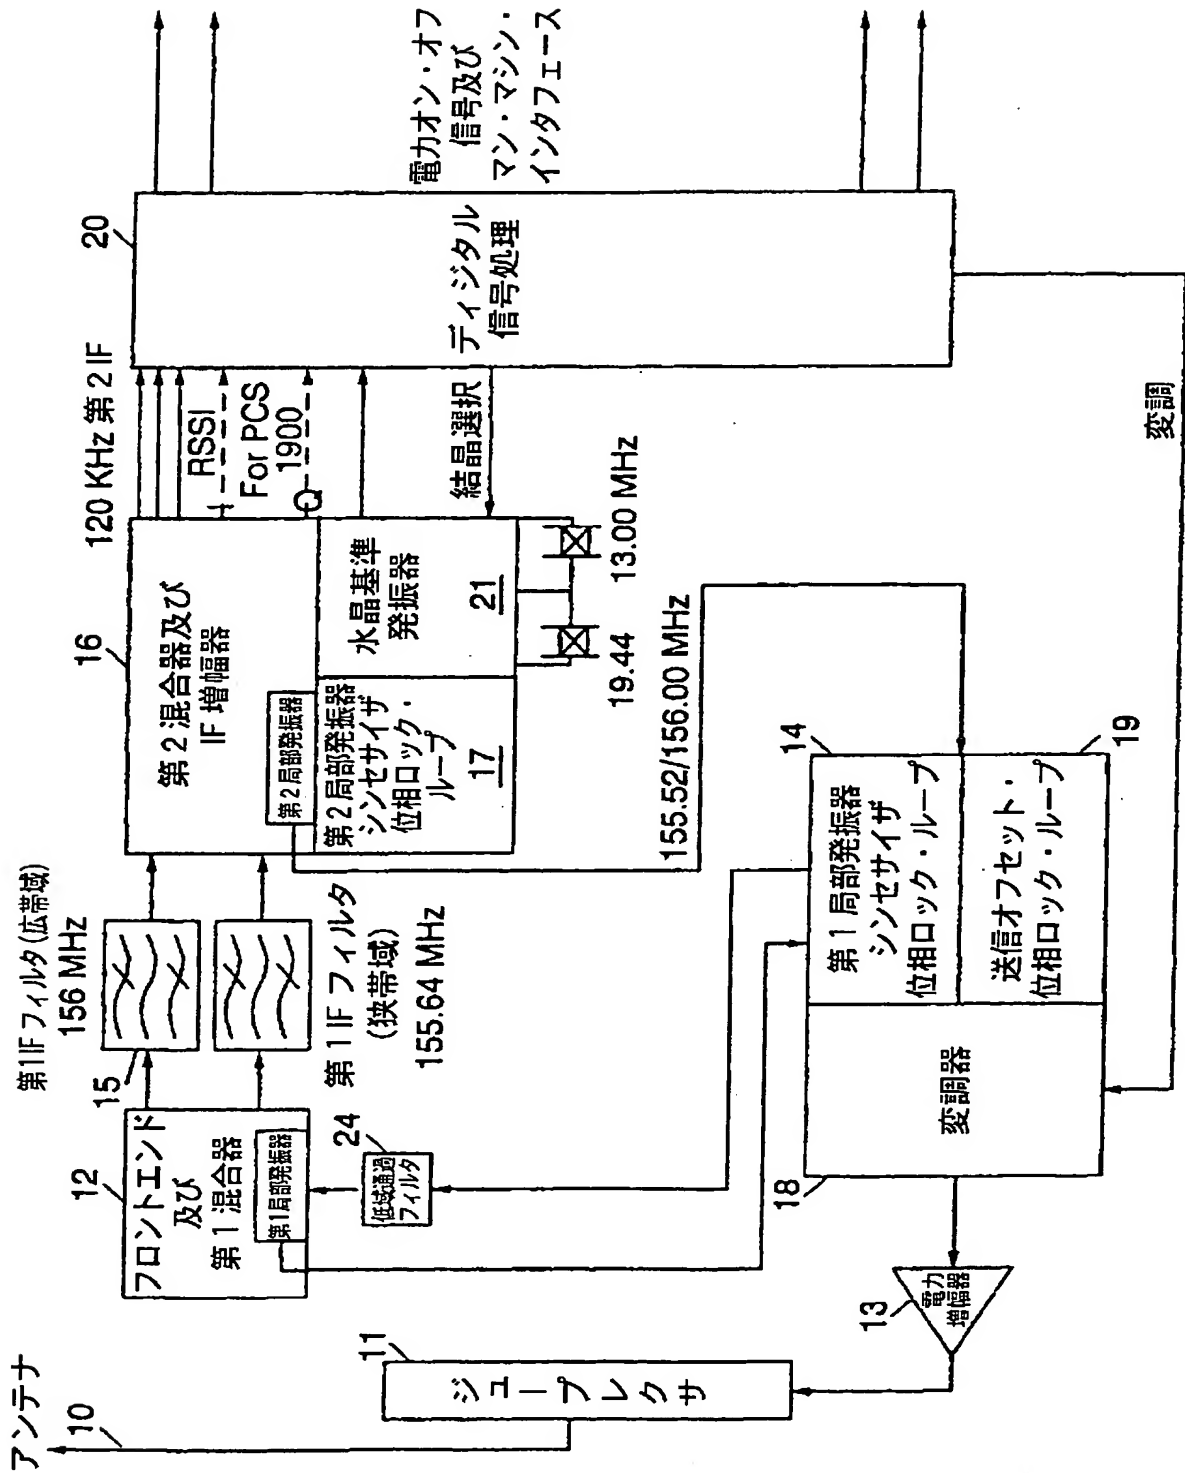 アンテナ
10
ジュープレクサ
11
12
フロントエンド
及び
第1混合器
第1局部発振器
24
低域通過
フィルタ
第1IFフィルタ(広帯域)
156 MHz
15
第1IFフィルタ
(狭帯域)
155.64 MHz
16
第2混合器及び
IF増幅器
第2局部発振器
第2局部発振器
シンセサイザ
位相ロック・
ループ
17
水晶基準
発振器
21
19.44
13.00 MHz
120 KHz 第2IF
RSSI
I
For PCS
1900
Q
結晶選択
20
ディジタル
信号処理
電力オン・オフ
信号及び
マン・マシン・
インタフェース
155.52/156.00 MHz
14
第1局部発振器
シンセサイザ
位相ロック・ループ
19
送信オフセット・
位相ロック・ループ
18
変調器
変調
13
電力
増幅器